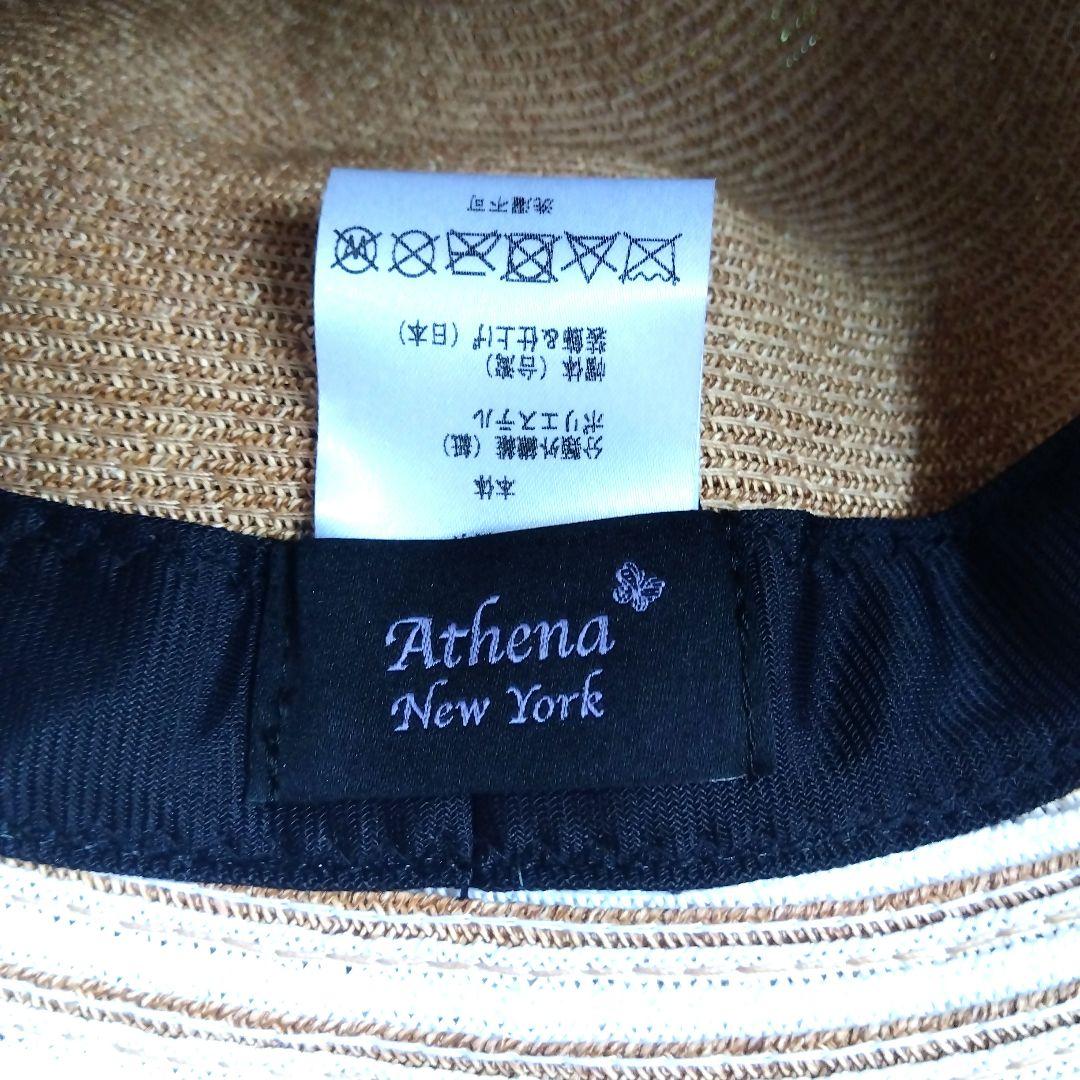 本体
分類外繊維（紙）
ポリエステル
帽体（台湾）
装飾&仕上げ（日本）
洗濯不可
Athena
New York